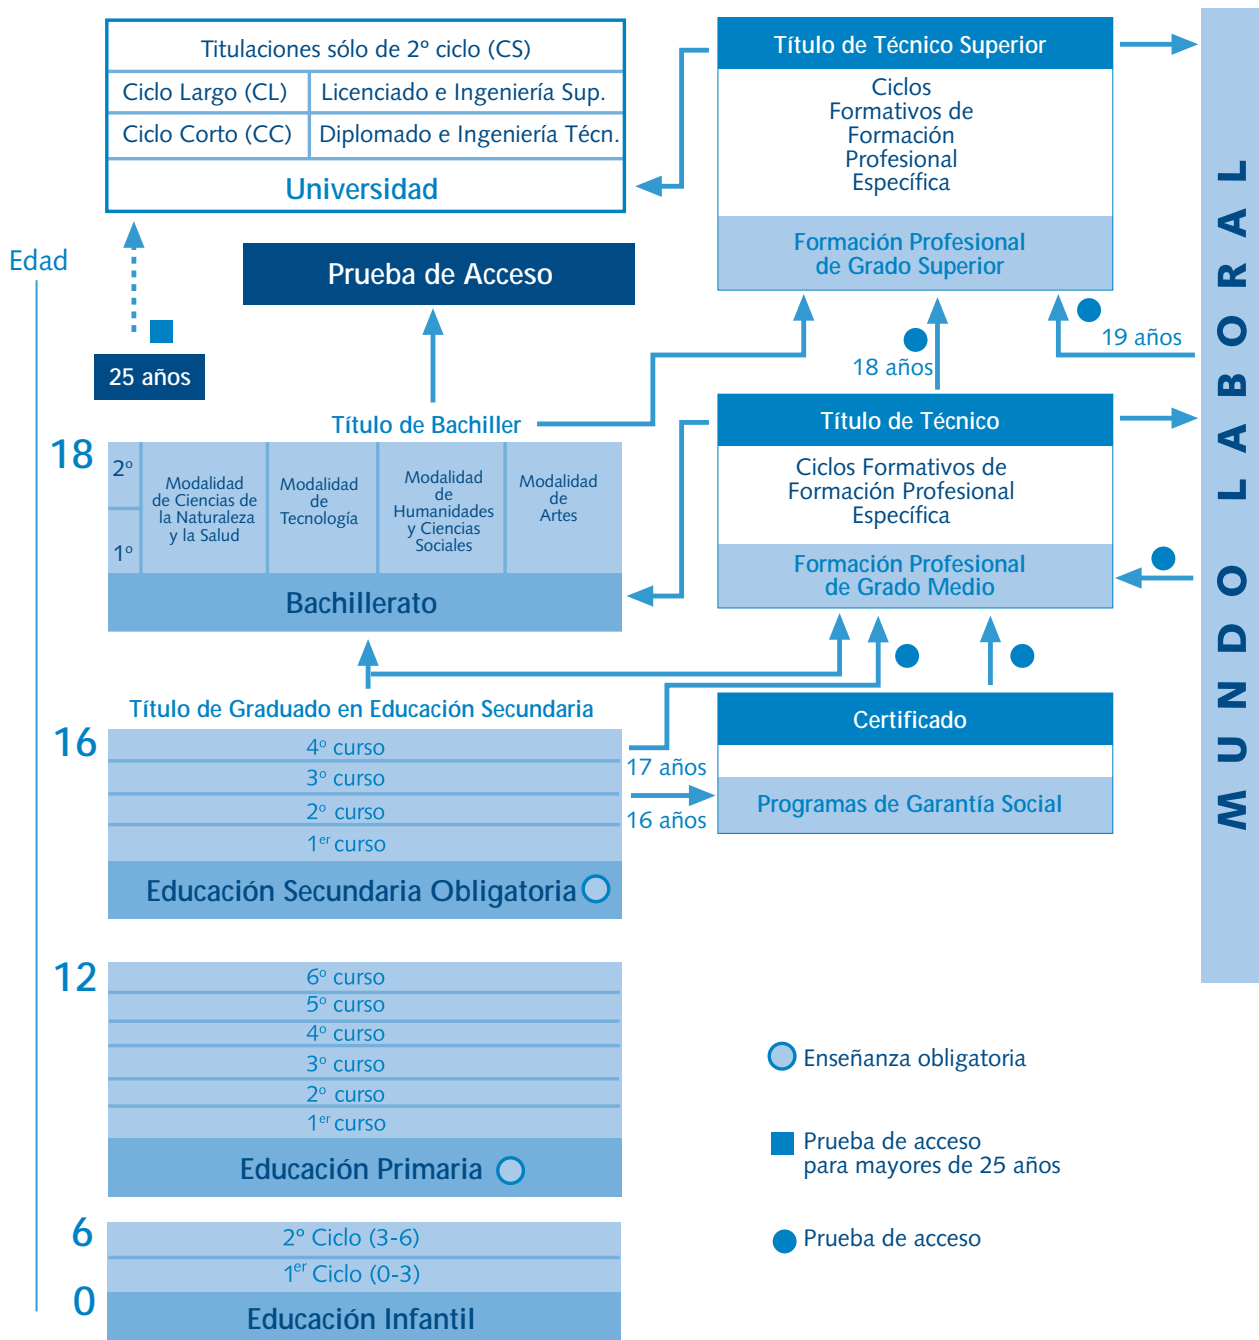 Titulaciones sólo de 2º ciclo (CS)
Ciclo Largo (CL)
Licenciado e Ingeniería Sup.
Ciclo Corto (CC)
Diplomado e Ingeniería Técn.
Universidad
Título de Técnico Superior
Ciclos
Formativos de
Formación
Profesional
Específica
Formación Profesional
de Grado Superior
MUNDO LABORAL
Edad
Prueba de Acceso
25 años
18 años
19 años
Título de Bachiller
18
2º
1º
Modalidad
de Ciencias de
la Naturaleza
y la Salud
Modalidad
de
Tecnología
Modalidad
de
Humanidades
y Ciencias
Sociales
Modalidad
de
Artes
Bachillerato
Título de Técnico
Ciclos Formativos de
Formación Profesional
Específica
Formación Profesional
de Grado Medio
Título de Graduado en Educación Secundaria
16
4º curso
3º curso
2º curso
1er curso
Educación Secundaria Obligatoria
17 años
16 años
Certificado
Programas de Garantía Social
12
6º curso
5º curso
4º curso
3º curso
2º curso
1er curso
Educación Primaria
6
2º Ciclo (3-6)
1er Ciclo (0-3)
0
Educación Infantil
Enseñanza obligatoria
Prueba de acceso
para mayores de 25 años
Prueba de acceso